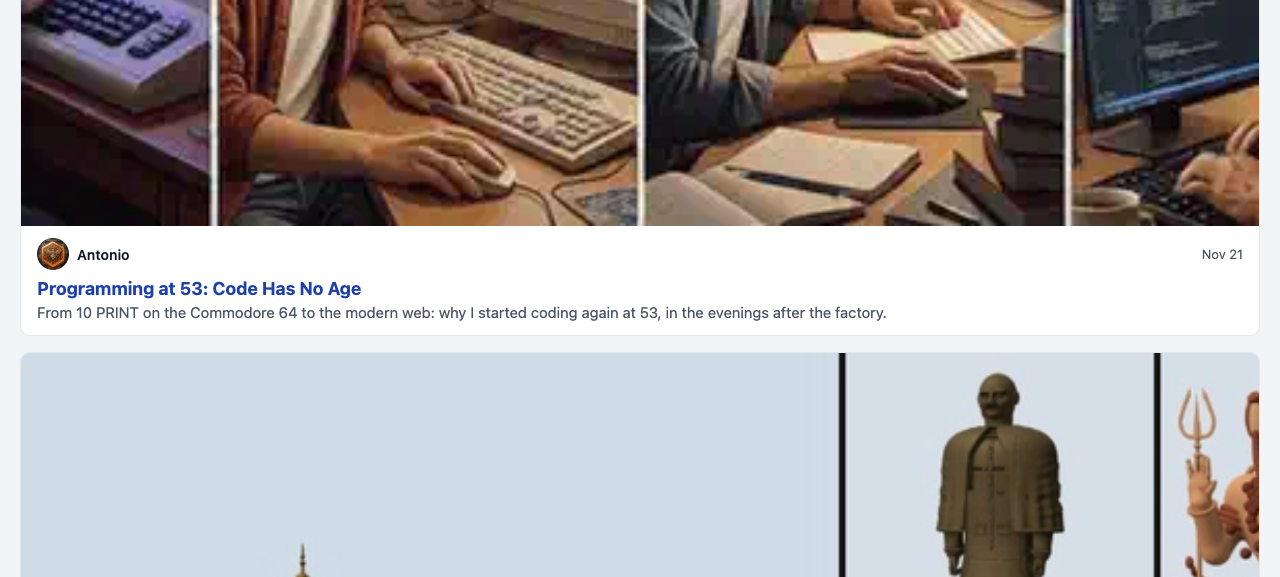 Antonio
Nov 21
Programming at 53: Code Has No Age
From 10 PRINT on the Commodore 64 to the modern web: why I started coding again at 53, in the evenings after the factory.